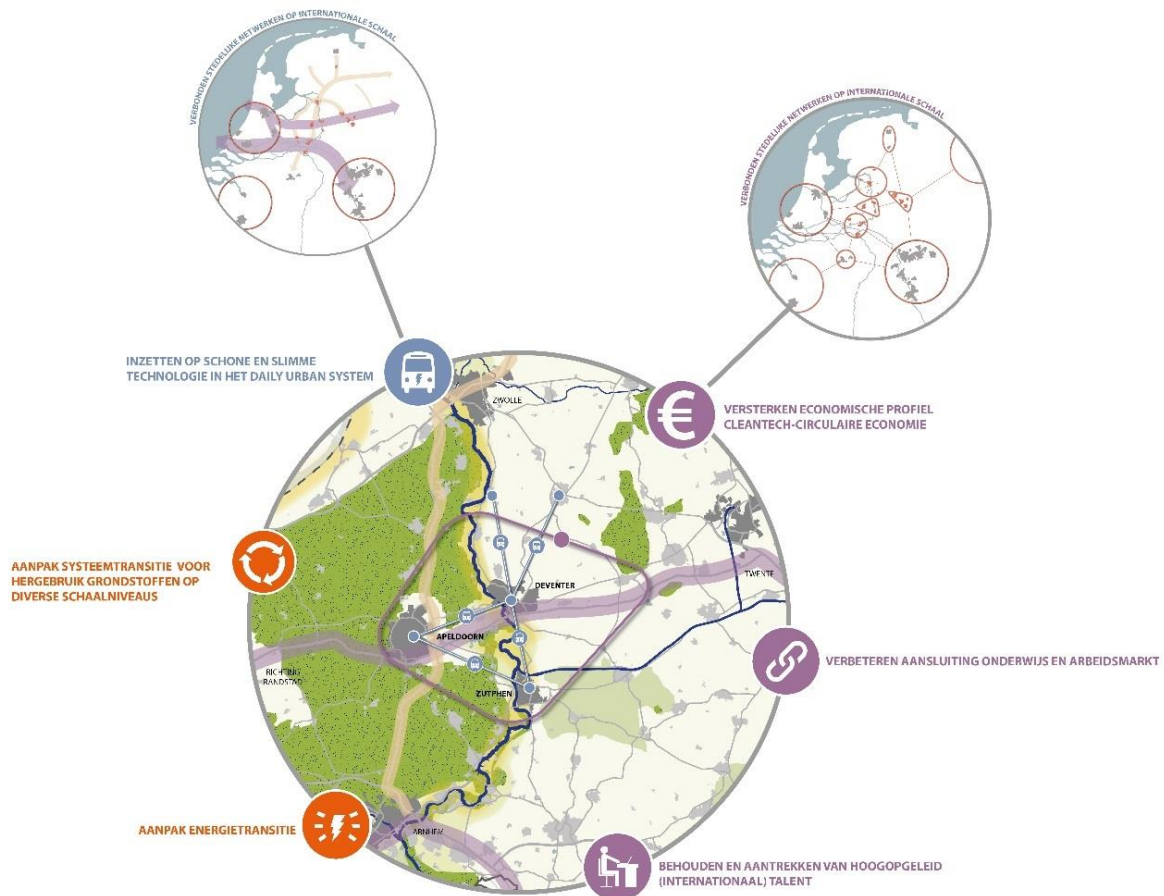 VERBONDEN STEDELIJKE NETWERKEN OP INTERNATIONALE SCHAAL
VERBONDEN STEDELIJKE NETWERKEN OP INTERNATIONALE SCHAAL
INZETTEN OP SCHONE EN SLIMME
TECHNOLOGIE IN HET DAILY URBAN SYSTEM
ZWOLLE
€
VERSTERKEN ECONOMISCHE PROFIEL
CLEANTECH-CIRCULAIRE ECONOMIE
AANPAK SYSTEEMTRANSITIE VOOR
HERGEBRUIK GRONDSTOFFEN OP
DIVERSE SCHAALNIVEAUS
DEVENTER
TWENTE
APELDOORN
RICHTING
RANDSTAD
ZUTPHEN
VERBETEREN AANSLUITING ONDERWIJS EN ARBEIDSMARKT
AANPAK ENERGIETRANSITIE
ARNHEM
BEHOUDEN EN AANTREKKEN VAN HOOGOPGELEID
(INTERNATIONAAL) TALENT